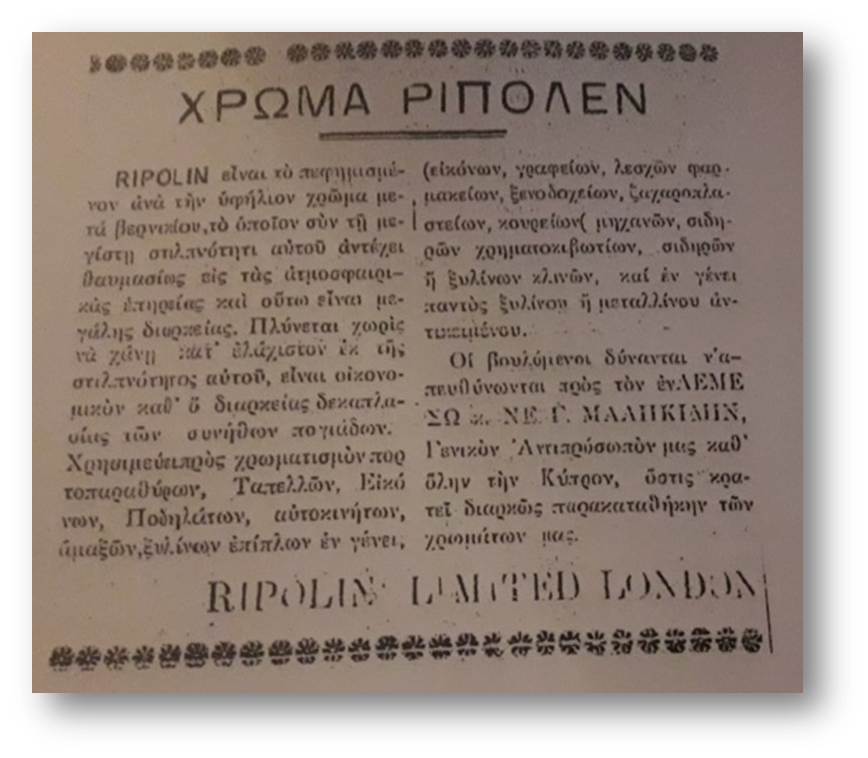 ΧΡΩΜΑ ΡΙΠΟΛΕΝ
RIPOLIN εἶναι τὸ πεφημισμέ-
νον ἀνὰ τὴν ὑφήλιον χρῶμα με-
τά βερνικίου, τὸ ὁποῖον σὺν τῇ με-
γίστῃ στιλπνότητι αὐτοῦ ἀντέχει
θαυμασίως εἰς τὰς ἀτμοσφαιρι-
κὰς ἐπηρείας καὶ οὕτω εἶναι με-
γάλης διαρκείας. Πλύνεται χωρὶς
νὰ χάνῃ κατ' ἐλάχιστον ἐκ τῆς
στιλπνότητος αὐτοῦ, εἶναι οἰκονο-
μικὸν καθ' ὃ διαρκείας δεκαπλα-
σίας τῶν συνήθων πογιάδων.
Χρησιμεύει πρὸς χρωματισμὸν πορ
τοπαραθύρων, Ταπελλῶν, Εἰκό
νων, Ποδηλάτων, αὐτοκινήτων,
ἁμαξῶν, ξυλίνων ἐπίπλων ἐν γένει,
(εἰκόνων, γραφείων, λεσχῶν φαρ-
μακείων, ξενοδοχείων, ζαχαροπλα-
στείων, κουρείων( μηχανῶν, σιδη-
ρῶν χρηματοκιβωτίων, σιδηρῶν
ἢ ξυλίνων κλινῶν, καί ἐν γένει
παντὸς ξυλίνου ἢ μεταλλίνου ἀν-
τικειμένου.
Οἱ βουλόμενοι δύνανται ν'ἀ-
πευθύνωνται πρὸς τὸν ἐν ΛΕΜΕ
ΣΩ κ. ΝΕ. Γ. ΜΑΛΗΚΙΔΗΝ,
Γενικὸν Ἀντιπρόσωπὸν μας καθ'
ὅλην τὴν Κύπρον, ὅστις κρα-
τεῖ διαρκῶς παρακαταθήκην τῶν
χρωμάτων μας.
RIPOLIN LIMITED LONDON